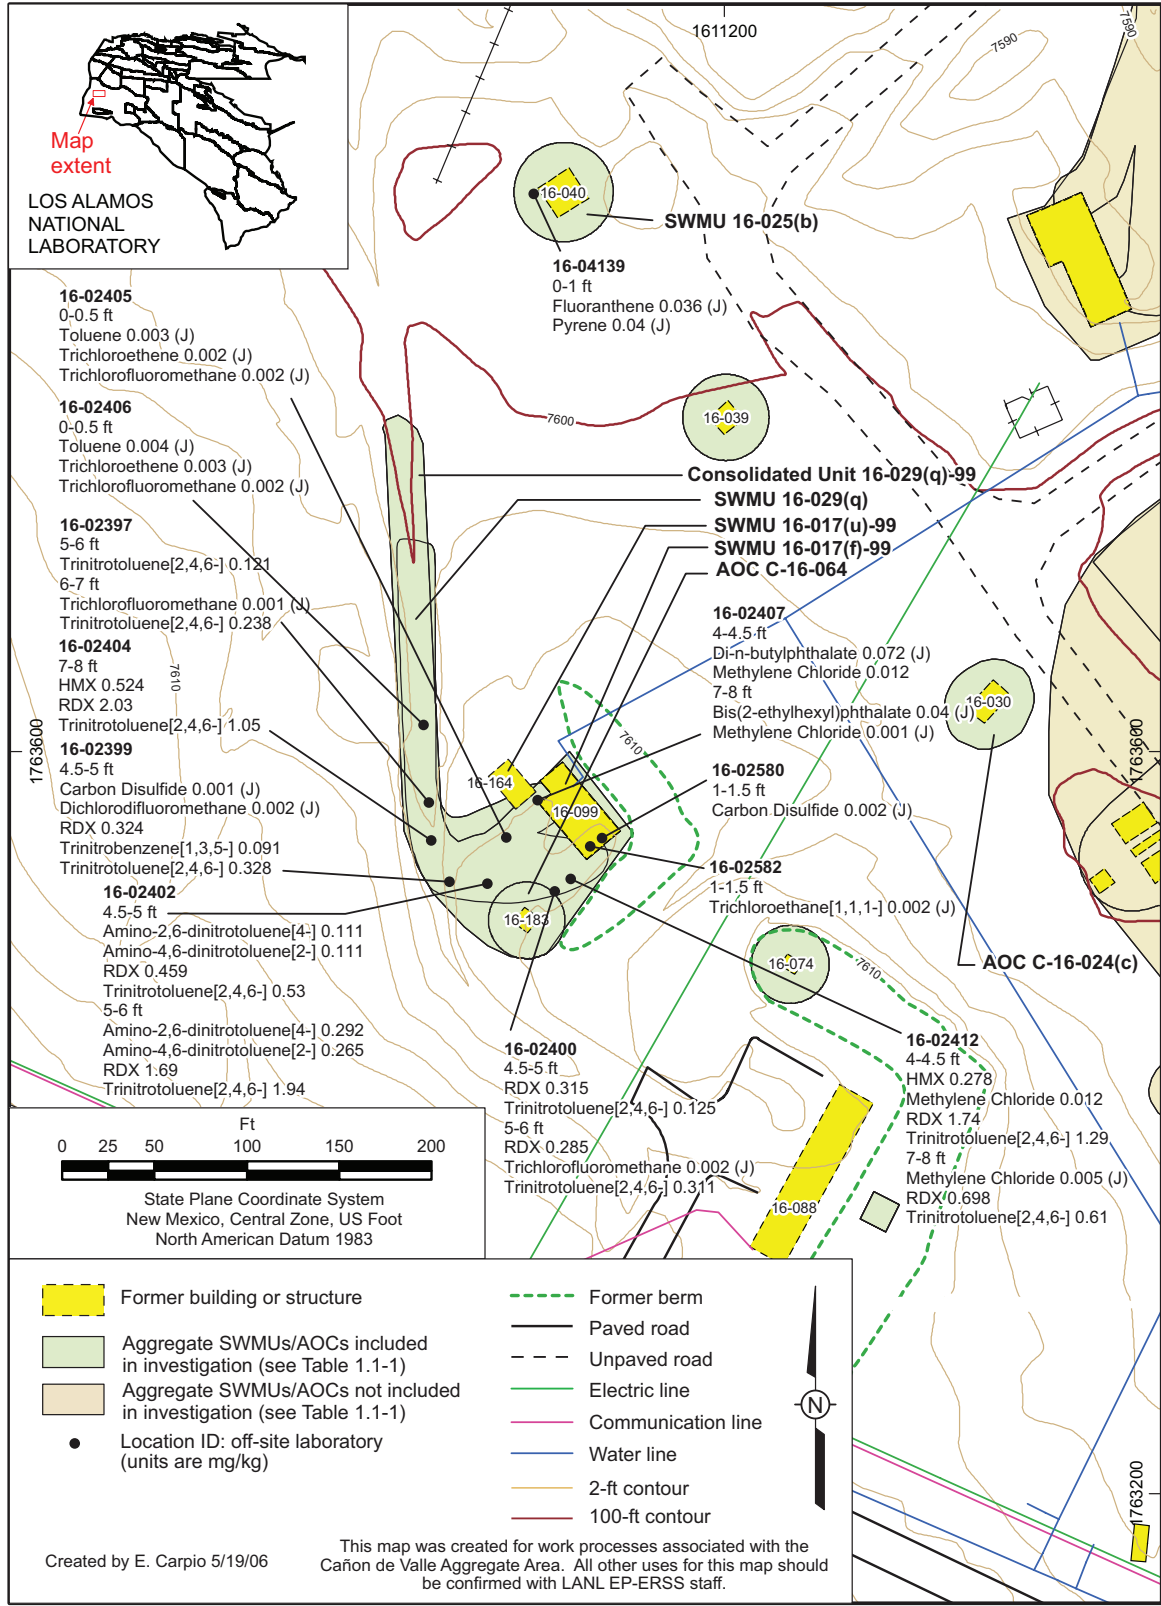 Map
extent
LOS ALAMOS
NATIONAL
LABORATORY
1611200
7590
7590
16-040
SWMU 16-025(b)
16-04139
0-1 ft
Fluoranthene 0.036 (J)
Pyrene 0.04 (J)
16-02405
0-0.5 ft
Toluene 0.003 (J)
Trichloroethene 0.002 (J)
Trichlorofluoromethane 0.002 (J)
16-02406
0-0.5 ft
Toluene 0.004 (J)
Trichloroethene 0.003 (J)
Trichlorofluoromethane 0.002 (J)
16-02397
5-6 ft
Trinitrotoluene[2,4,6-] 0.121
6-7 ft
Trichlorofluoromethane 0.001 (J)
Trinitrotoluene[2,4,6-] 0.238
16-02404
7-8 ft
HMX 0.524
RDX 2.03
Trinitrotoluene[2,4,6-] 1.05
16-02399
4.5-5 ft
Carbon Disulfide 0.001 (J)
Dichlorodifluoromethane 0.002 (J)
RDX 0.324
Trinitrobenzene[1,3,5-] 0.091
Trinitrotoluene[2,4,6-] 0.328
16-02402
4.5-5 ft
Amino-2,6-dinitrotoluene[4-] 0.111
Amino-4,6-dinitrotoluene[2-] 0.111
RDX 0.459
Trinitrotoluene[2,4,6-] 0.53
5-6 ft
Amino-2,6-dinitrotoluene[4-] 0.292
Amino-4,6-dinitrotoluene[2-] 0.265
RDX 1.69
Trinitrotoluene[2,4,6-] 1.94
7600
16-039
Consolidated Unit 16-029(q)-99
SWMU 16-029(q)
SWMU 16-017(u)-99
SWMU 16-017(f)-99
AOC C-16-064
16-02407
4-4.5 ft
Di-n-butylphthalate 0.072 (J)
Methylene Chloride 0.012
7-8 ft
Bis(2-ethylhexyl)phthalate 0.04 (J)
Methylene Chloride 0.001 (J)
16-030
7610
7610
1763600
1763600
16-164
16-099
16-02580
1-1.5 ft
Carbon Disulfide 0.002 (J)
16-02582
1-1.5 ft
Trichloroethane[1,1,1-] 0.002 (J)
16-183
16-074
7610
AOC C-16-024(c)
16-02400
4.5-5 ft
RDX 0.315
Trinitrotoluene[2,4,6-] 0.125
5-6 ft
RDX 0.285
Trichlorofluoromethane 0.002 (J)
Trinitrotoluene[2,4,6-] 0.311
16-02412
4-4.5 ft
HMX 0.278
Methylene Chloride 0.012
RDX 1.74
Trinitrotoluene[2,4,6-] 1.29
7-8 ft
Methylene Chloride 0.005 (J)
RDX 0.698
Trinitrotoluene[2,4,6-] 0.61
16-088
Ft
0 25 50 100 150 200
State Plane Coordinate System
New Mexico, Central Zone, US Foot
North American Datum 1983
1763200
Former building or structure
Aggregate SWMUs/AOCs included
in investigation (see Table 1.1-1)
Aggregate SWMUs/AOCs not included
in investigation (see Table 1.1-1)
Location ID: off-site laboratory
(units are mg/kg)
Former berm
Paved road
Unpaved road
Electric line
Communication line
Water line
2-ft contour
100-ft contour
N
Created by E. Carpio 5/19/06
This map was created for work processes associated with the
Cañon de Valle Aggregate Area. All other uses for this map should
be confirmed with LANL EP-ERSS staff.